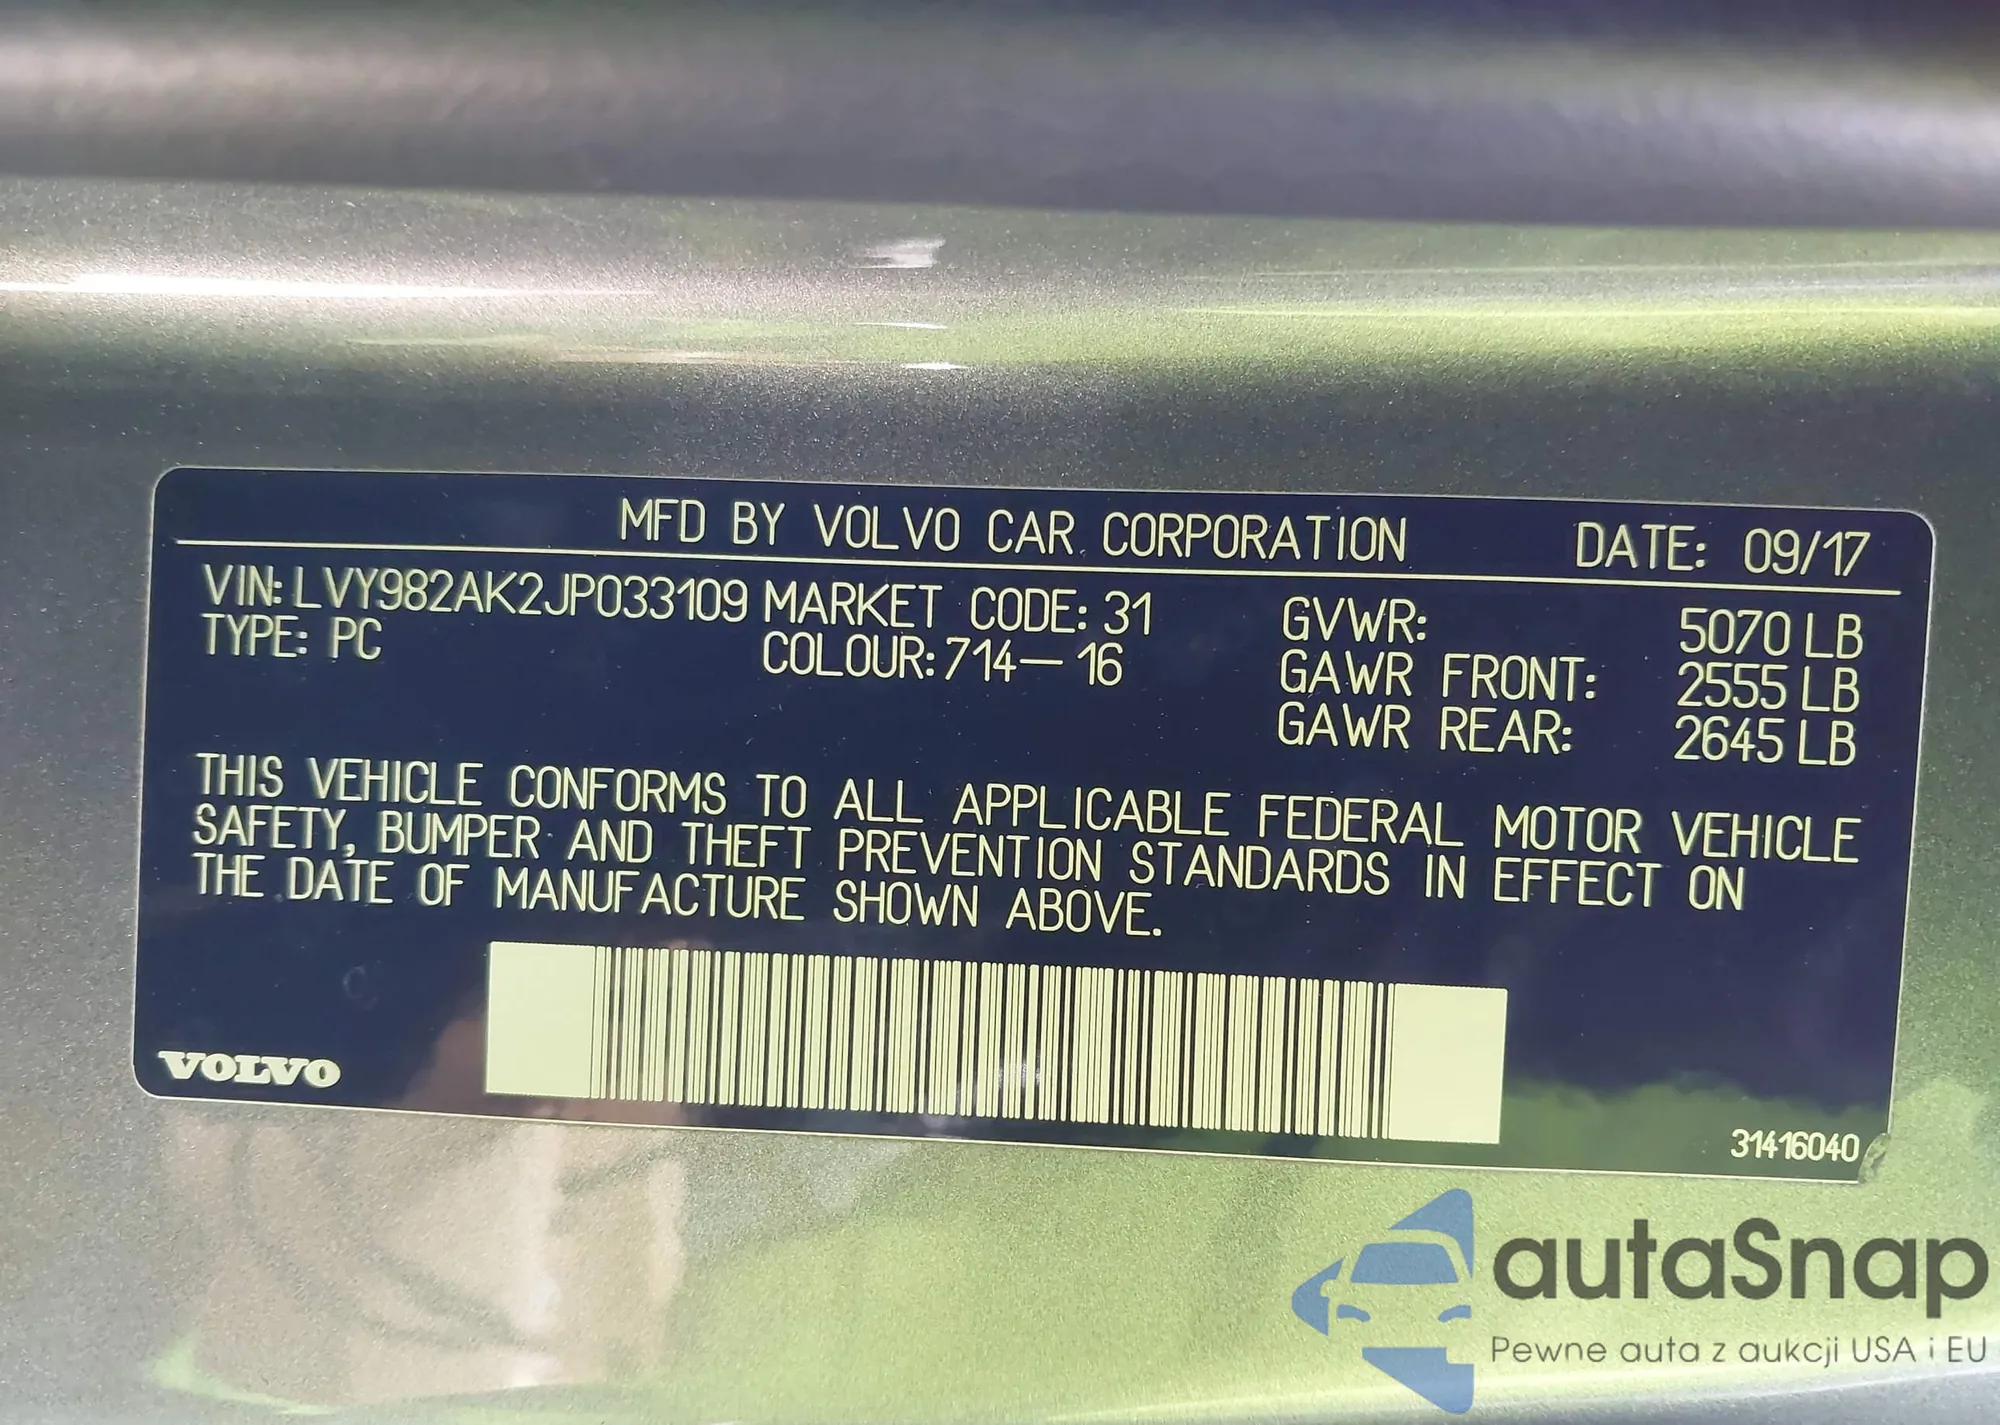 MFD BY VOLVO CAR CORPORATION DATE: 09/17
VIN: LVY982AK2JP033109 MARKET CODE: 31 GVWR: 5070 LB
TYPE: PC COLOUR: 714-16 GAWR FRONT: 2555 LB
GAWR REAR: 2645 LB
THIS VEHICLE CONFORMS TO ALL APPLICABLE FEDERAL MOTOR VEHICLE
SAFETY, BUMPER AND THEFT PREVENTION STANDARDS IN EFFECT ON
THE DATE OF MANUFACTURE SHOWN ABOVE.
VOLVO
31416040
autaSnap
Pewne auta z aukcji USA i EU